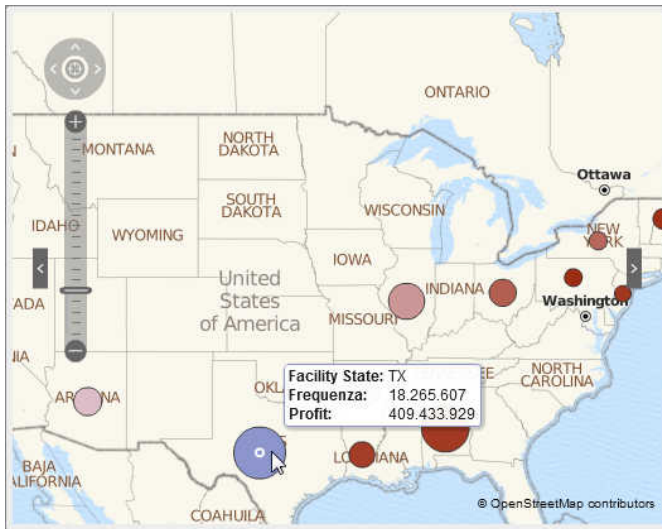 ONTARIO
NORTH
DAKOTA
MONTANA
Ottawa
SOUTH
DAKOTA
WISCONSIN
IDAHO
WYOMING
NEW
YORK
IOWA
United
States
of America
INDIANA
MISSOURI
Washington
Facility State: TX
Frequenza: 18.265.607
Profit: 409.433.929
NORTH
CAROLINA
BAJA
COAHUILA
© OpenStreetMap contributors